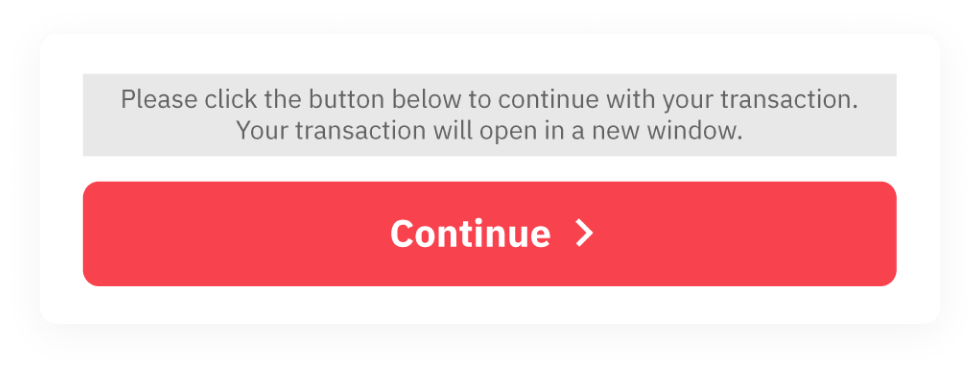 Please click the button below to continue with your transaction.
Your transaction will open in a new window.
Continue